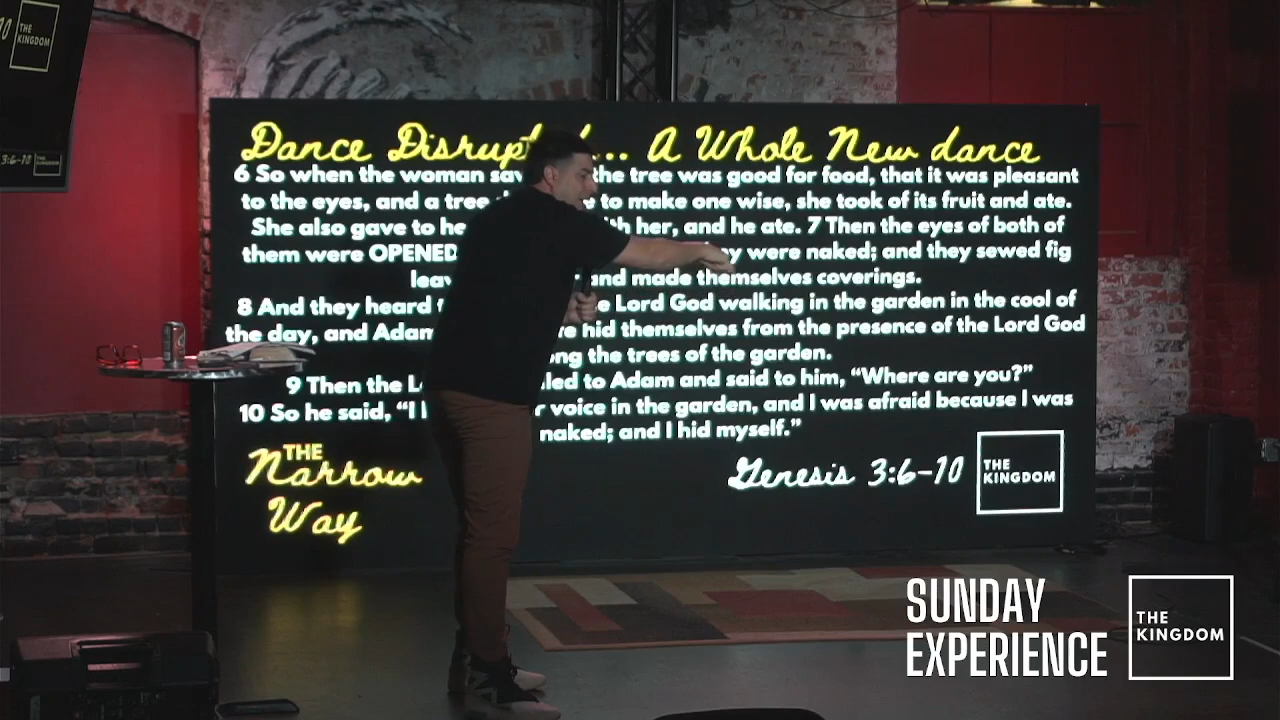 THE
KINGDOM
3:6-10
Dance ... A Whole New dance
6 So when the woman the tree was good for food, that it was pleasant
to the eyes, and a tree to make one wise, she took of its fruit and ate.
She also gave to her, and he ate. 7 Then the eyes of both of
them were OPENED were naked; and they sewed fig
and made themselves coverings.
8 And they heard Lord God walking in the garden in the cool of
the day, and Adam hid themselves from the presence of the Lord God
the trees of the garden.
9 Then the to Adam and said to him, “Where are you?”
10 So he said, “I voice in the garden, and I was afraid because I was
naked; and I hid myself.”
THE
Narrow
Way
Genesis 3:6-10
THE
KINGDOM
SUNDAY
EXPERIENCE
THE
KINGDOM